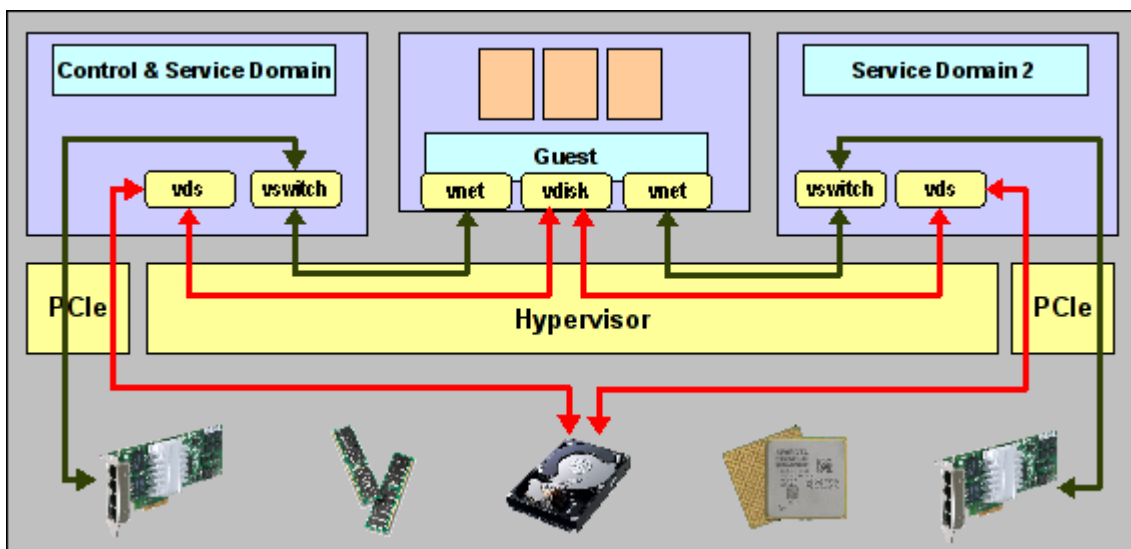 Control & Service Domain
Service Domain 2
Guest
vds
vswitch
vnet
vdisk
vnet
vswitch
vds
PCIe
Hypervisor
PCIe